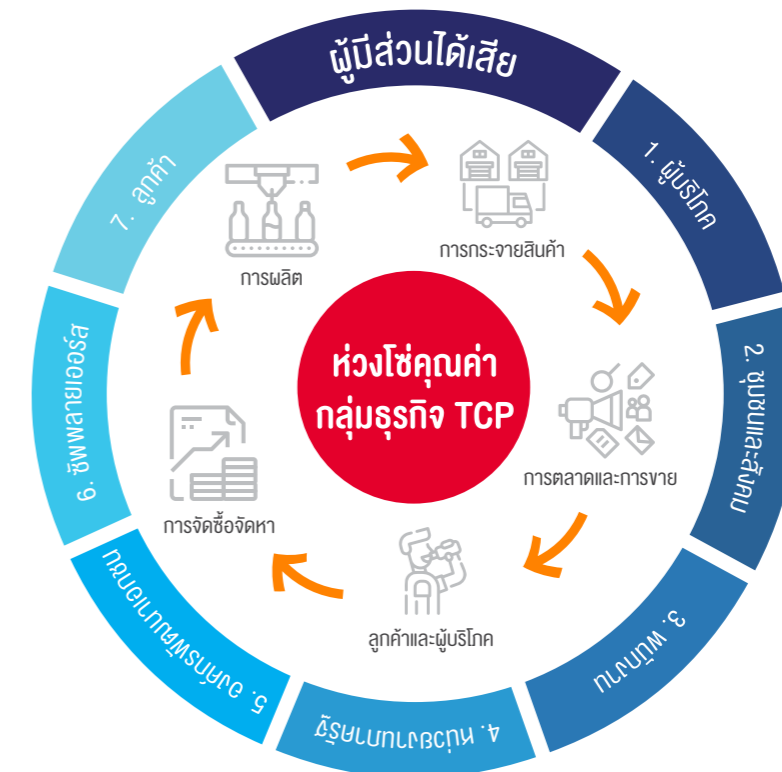 ผู้มีส่วนได้เสีย
1. ผู้บริโภค
2. ชุมชนและสังคม
3. พนักงาน
4. หน่วยงานภาครัฐ
5. องค์กรพัฒนาเอกชน
6. ซัพพลายเออร์ส
7. ลูกค้า
ห่วงโซ่คุณค่า
กลุ่มธุรกิจ TCP
การผลิต
การกระจายสินค้า
การตลาดและการขาย
ลูกค้าและผู้บริโภค
การจัดซื้อจัดหา